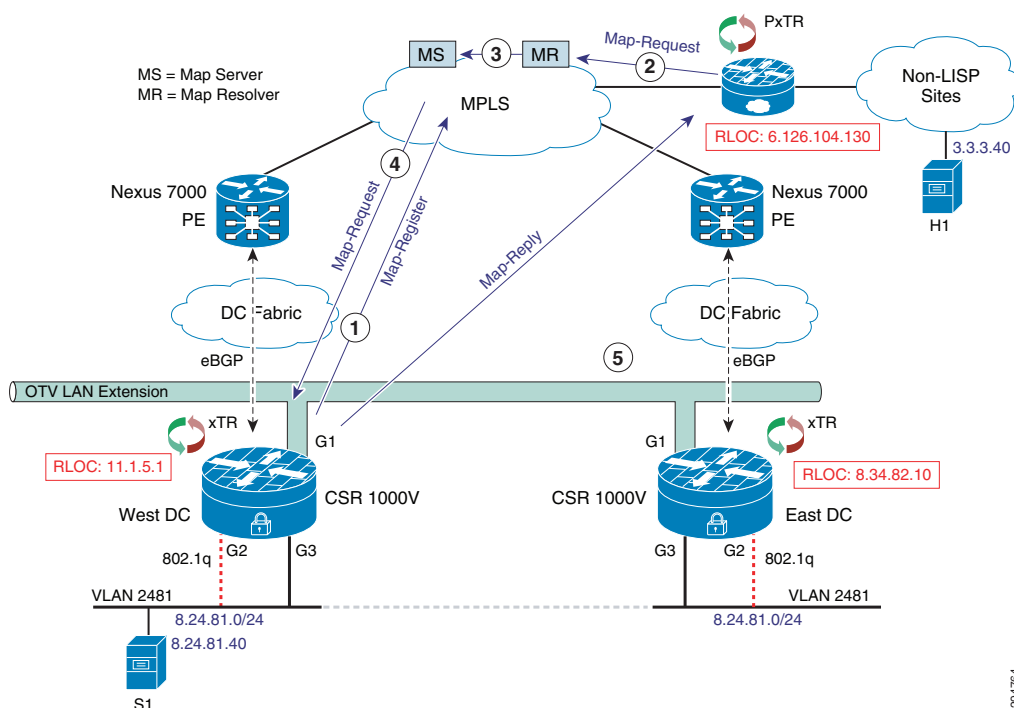 PxTR
MS
3
MR
Map-Request
2
MS = Map Server
MR = Map Resolver
MPLS
Non-LISP
Sites
RLOC: 6.126.104.130
3.3.3.40
H1
4
Nexus 7000
PE
Nexus 7000
PE
Map-Request
Map-Register
Map-Reply
DC Fabric
DC Fabric
1
eBGP
5
eBGP
OTV LAN Extension
xTR
G1
G1
xTR
RLOC: 11.1.5.1
RLOC: 8.34.82.10
CSR 1000V
CSR 1000V
West DC
East DC
G2
G3
G3
G2
802.1q
802.1q
VLAN 2481
VLAN 2481
8.24.81.0/24
8.24.81.0/24
8.24.81.40
S1